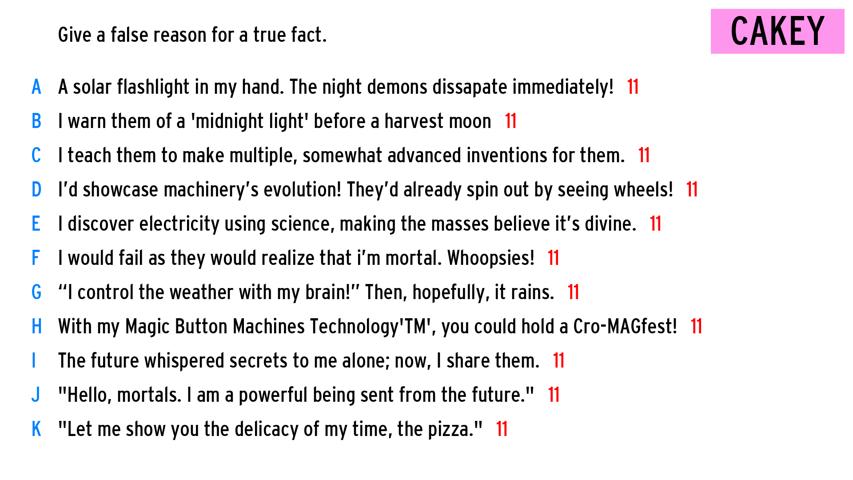 Give a false reason for a true fact.
CAKEY
A A solar flashlight in my hand. The night demons dissapate immediately! 11
B I warn them of a 'midnight light' before a harvest moon 11
C I teach them to make multiple, somewhat advanced inventions for them. 11
D I'd showcase machinery's evolution! They'd already spin out by seeing wheels! 11
E I discover electricity using science, making the masses believe it's divine. 11
F I would fail as they would realize that i'm mortal. Whoopsies! 11
G “I control the weather with my brain!” Then, hopefully, it rains. 11
H With my Magic Button Machines Technology'TM', you could hold a Cro-MAGfest! 11
I The future whispered secrets to me alone; now, I share them. 11
J "Hello, mortals. I am a powerful being sent from the future." 11
K "Let me show you the delicacy of my time, the pizza." 11